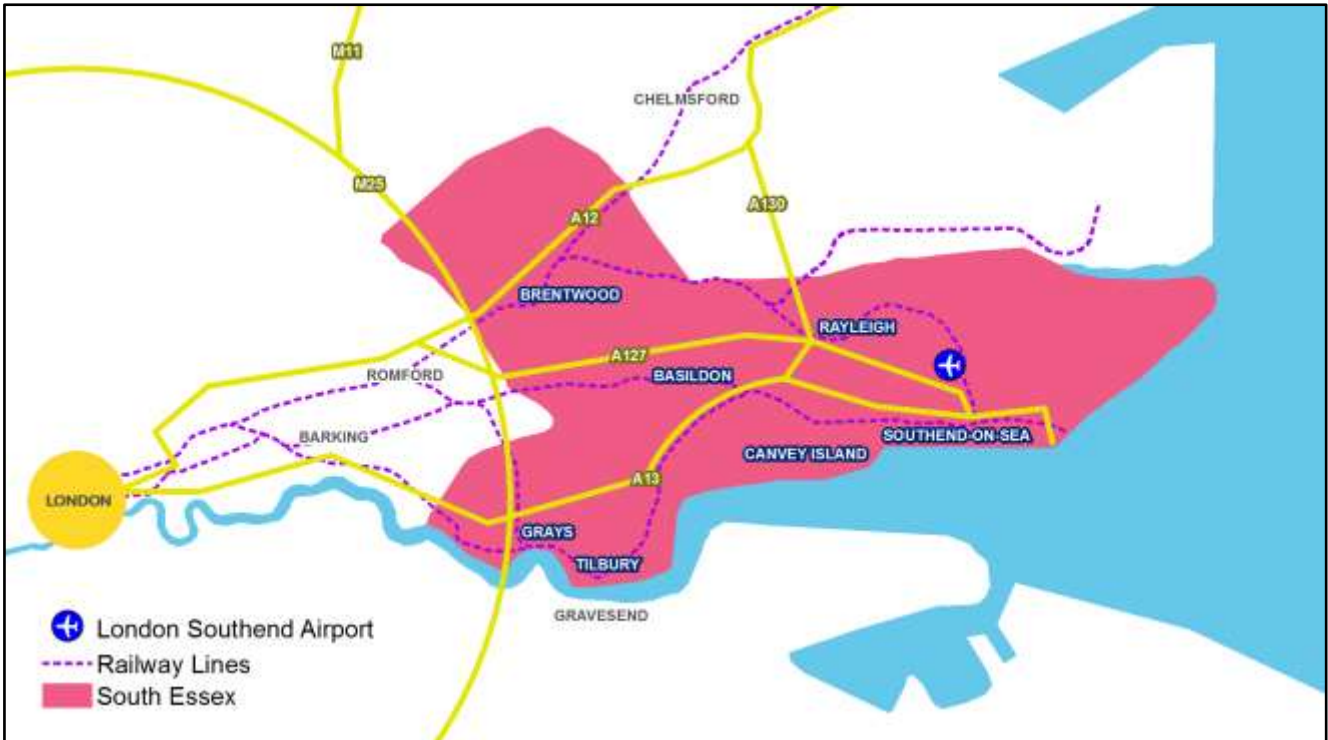 M11
CHELMSFORD
M25
A12
A130
BRENTWOOD
RAYLEIGH
A127
ROMFORD
BASILDON
BARKING
SOUTHEND-ON-SEA
CANVEY ISLAND
A13
LONDON
GRAYS
TILBURY
GRAVESEND
London Southend Airport
Railway Lines
South Essex